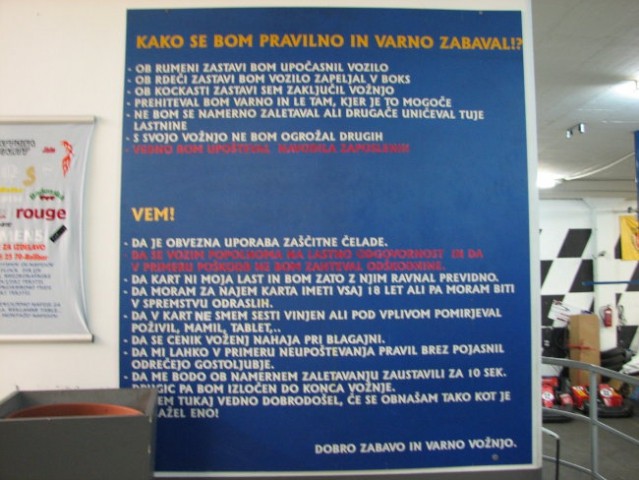 KAKO SE BOM PRAVILNO IN VARNO ZABAVAL!?
- OB RUMENI ZASTAVI BOM UPOČASNIL VOZILO
- OB RDEČI ZASTAVI BOM VOZILO ZAPELJAL V BOKS
- OB KOCKASTI ZASTAVI SEM ZAKLJUČIL VOŽNJO
- PREHITEVAL BOM VARNO IN LE TAM, KJER JE TO MOGOČE
- NE BOM SE NAMERNO ZALETAVAL ALI DRUGAČE UNIČEVAL TUJE
LASTNINE
- S SVOJO VOŽNJO NE BOM OGROŽAL DRUGIH
- VEDNO BOM UPOŠTEVAL NAVODILA ZAPOSLENIH
VEM!
- DA JE OBVEZNA UPORABA ZAŠČITNE ČELADE.
- DA SE VOZIM POPOLNOMA NA LASTNO ODGOVORNOST IN DA
V PRIMERU POŠKODB NE BOM ZAHTEVAL ODŠKODNINE.
- DA KART NI MOJA LAST IN BOM ZATO Z NJIM RAVNAL PREVIDNO.
- DA MORAM ZA NAJEM KARTA IMETI VSAJ 18 LET ALI PA MORAM BITI
V SPREMSTVU ODRASLIH.
- DA V KART NE SMEM SESTI VINJEN ALI POD VPLIVOM POMIRJEVAL
POŽIVIL, MAMIL, TABLET,..
- DA SE CENIK VOŽENJ NAHAJA PRI BLAGAJNI.
- DA MI LAHKO V PRIMERU NEUPOŠTEVANJA PRAVIL BREZ POJASNIL
ODREČEJO GOSTOLJUBJE.
- DA ME BODO OB NAMERNEM ZALETAVANJU ZAUSTAVILI ZA 10 SEK.
DRUGIČ PA BOM IZLOČEN DO KONCA VOŽNJE.
EM TUKAJ VEDNO DOBRODOŠEL, ČE SE OBNAŠAM TAKO KOT JE
AŽEL ENO!
DOBRO ZABAVO IN VARNO VOŽNJO.
rouge